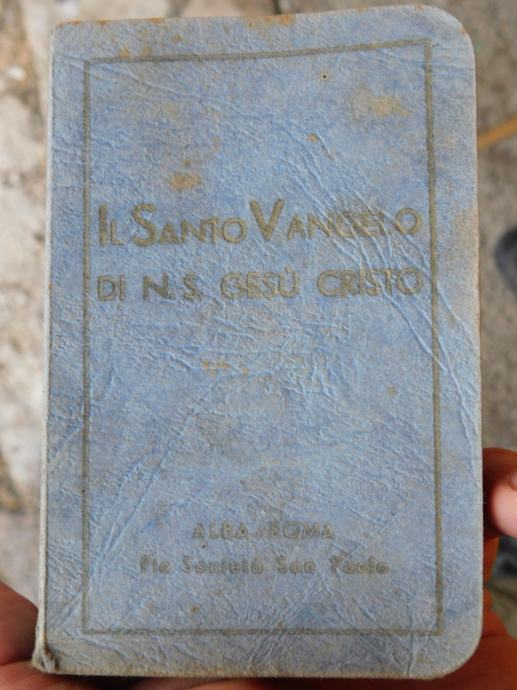 IL SANTO VANGELO
DI N. S. GESÙ CRISTO
ALBA - ROMA
Pia Società San Paolo